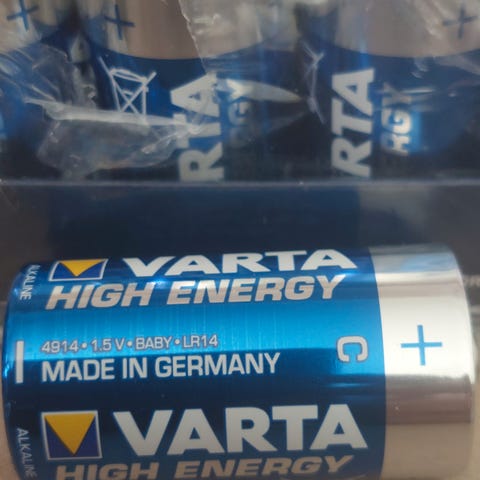 +
+
+
VARTA
RGY
VARTA
RGY
ALKALINE
VARTA
HIGH ENERGY
4914 • 1.5 V • BABY • LR14
MADE IN GERMANY
C
+
ALKALINE
VARTA
HIGH ENERGY